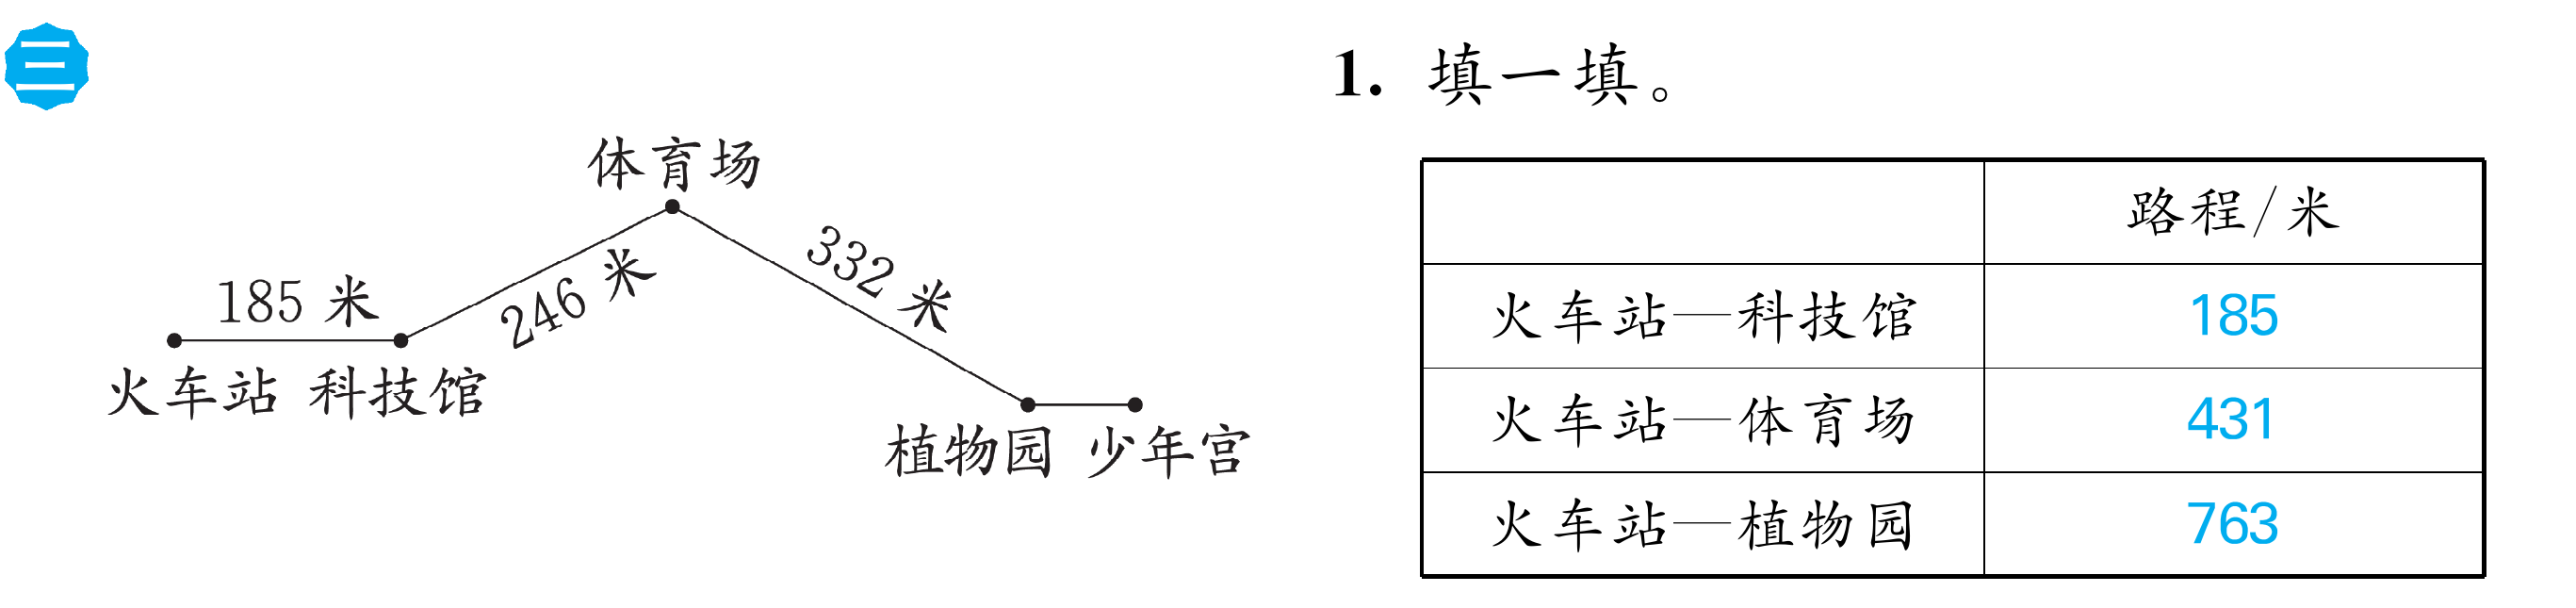 三
1. 填一填。
体育场
185 米
246 米
332 米
火车站 科技馆
植物园 少年宫
路程/米
火车站—科技馆 185
火车站—体育场 431
火车站—植物园 763